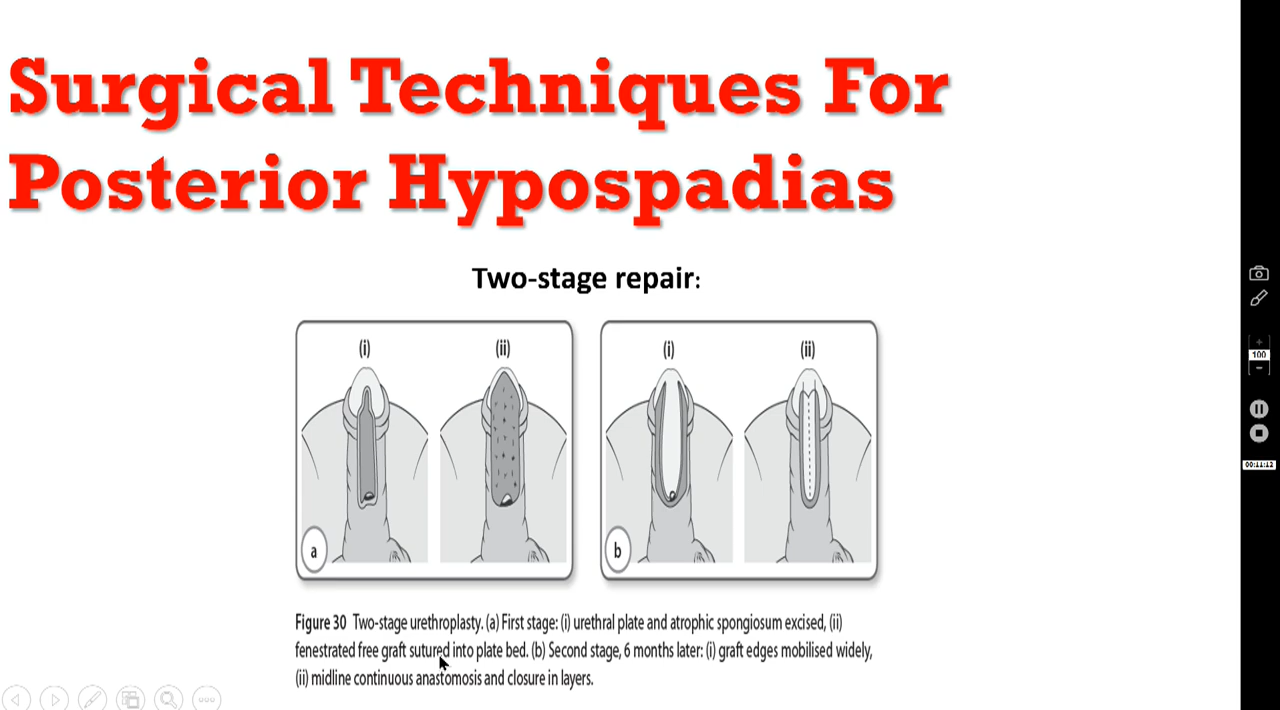 Surgical Techniques For
Posterior Hypospadias
Two-stage repair:
(i) (ii) (i) (ii)
a b
Figure 30 Two-stage urethroplasty. (a) First stage: (i) urethral plate and atrophic spongiosum excised, (ii)
fenestrated free graft sutured into plate bed. (b) Second stage, 6 months later: (i) graft edges mobilised widely,
(ii) midline continuous anastomosis and closure in layers.
100
00:11:12